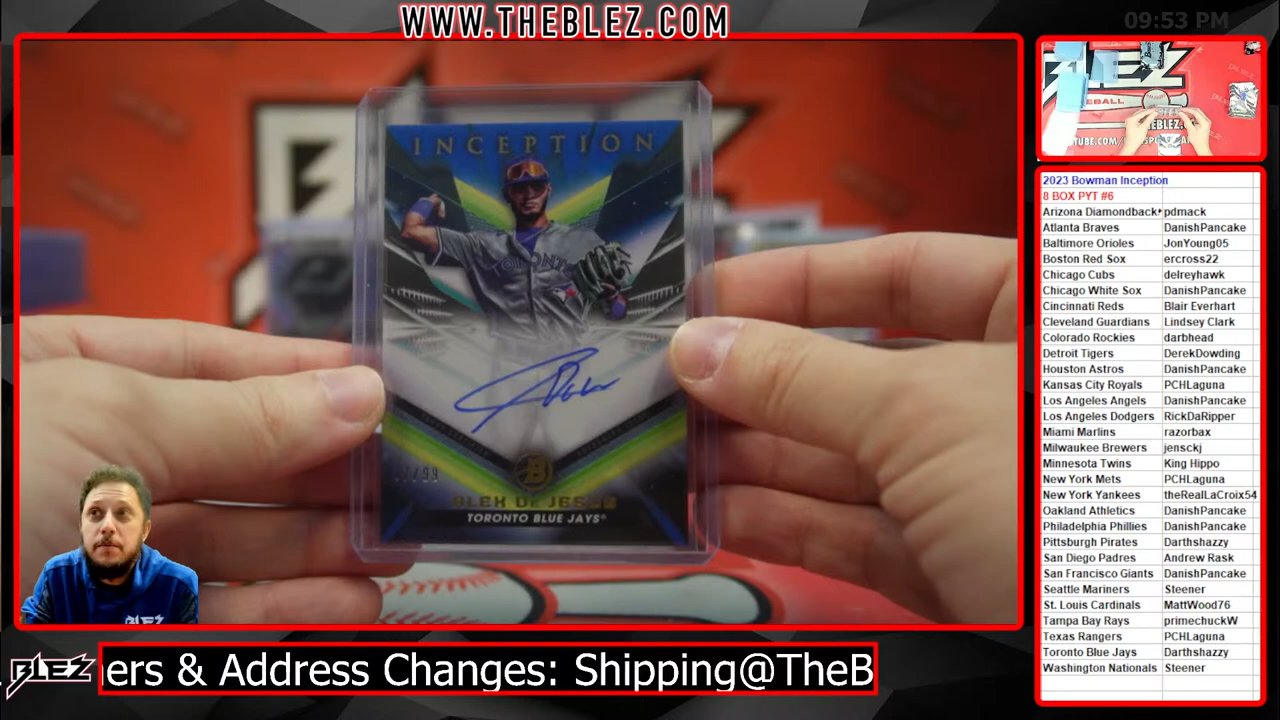 WWW.THEBLEZ.COM
09:53 PM
INCEPTION
TORONTO
/99
ALEX DE JESUS
TORONTO BLUE JAYS
BLEZ
ers & Address Changes: Shipping@TheB
2023 Bowman Inception
8 BOX PYT #6
Arizona Diamondback pdmack
Atlanta Braves DanishPancake
Baltimore Orioles JonYoung05
Boston Red Sox ercross22
Chicago Cubs delreyhawk
Chicago White Sox DanishPancake
Cincinnati Reds Blair Everhart
Cleveland Guardians Lindsey Clark
Colorado Rockies darbhead
Detroit Tigers DerekDowding
Houston Astros DanishPancake
Kansas City Royals PCHLaguna
Los Angeles Angels DanishPancake
Los Angeles Dodgers RickDaRipper
Miami Marlins razorbax
Milwaukee Brewers jensckj
Minnesota Twins King Hippo
New York Mets PCHLaguna
New York Yankees theRealLaCroix54
Oakland Athletics DanishPancake
Philadelphia Phillies DanishPancake
Pittsburgh Pirates Darthshazzy
San Diego Padres Andrew Rask
San Francisco Giants DanishPancake
Seattle Mariners Steener
St. Louis Cardinals MattWood76
Tampa Bay Rays primechuckW
Texas Rangers PCHLaguna
Toronto Blue Jays Darthshazzy
Washington Nationals Steener